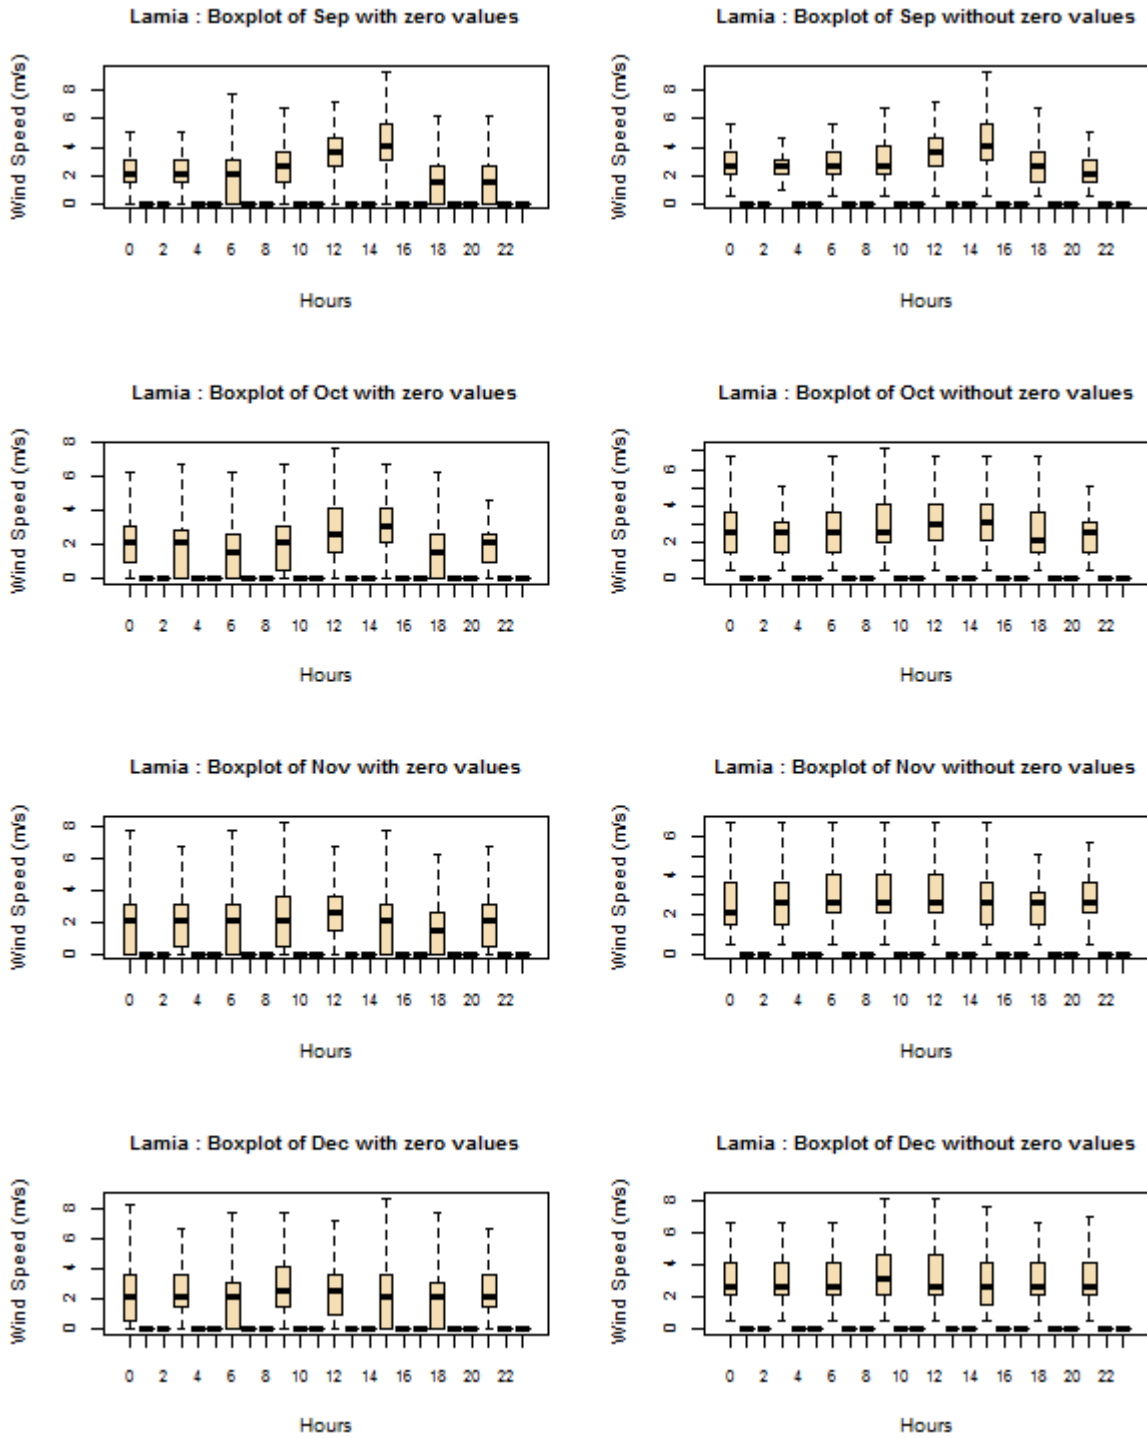 Lamia : Boxplot of Sep with zero values
Wind Speed (m/s)
0 2 4 6 8
0 2 4 6 8 10 12 14 16 18 20 22
Hours
Lamia : Boxplot of Sep without zero values
Wind Speed (m/s)
0 2 4 6 8
0 2 4 6 8 10 12 14 16 18 20 22
Hours
Lamia : Boxplot of Oct with zero values
Wind Speed (m/s)
0 2 4 6 8
0 2 4 6 8 10 12 14 16 18 20 22
Hours
Lamia : Boxplot of Oct without zero values
Wind Speed (m/s)
0 2 4 6
0 2 4 6 8 10 12 14 16 18 20 22
Hours
Lamia : Boxplot of Nov with zero values
Wind Speed (m/s)
0 2 4 6 8
0 2 4 6 8 10 12 14 16 18 20 22
Hours
Lamia : Boxplot of Nov without zero values
Wind Speed (m/s)
0 2 4 6
0 2 4 6 8 10 12 14 16 18 20 22
Hours
Lamia : Boxplot of Dec with zero values
Wind Speed (m/s)
0 2 4 6 8
0 2 4 6 8 10 12 14 16 18 20 22
Hours
Lamia : Boxplot of Dec without zero values
Wind Speed (m/s)
0 2 4 6 8
0 2 4 6 8 10 12 14 16 18 20 22
Hours